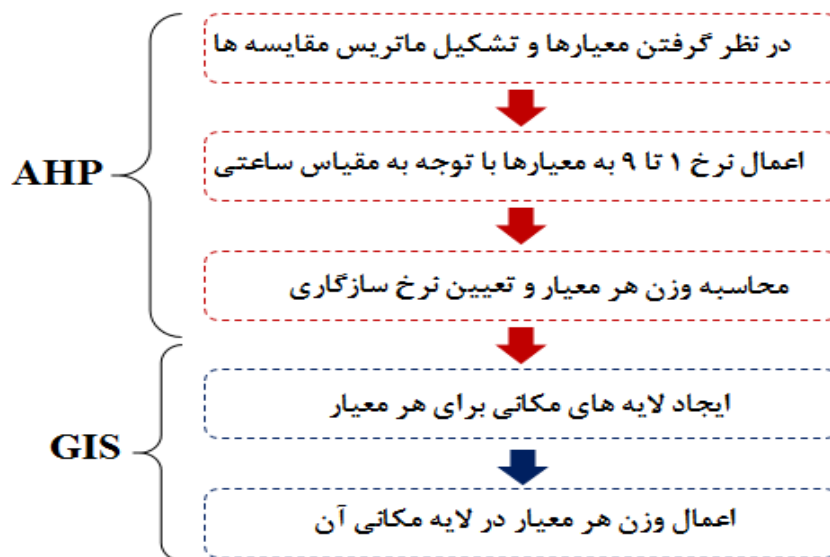 در نظر گرفتن معیارها و تشکیل ماتریس مقایسه ها
اعمال نرخ ۱ تا ۹ به معیارها با توجه به مقیاس ساعتی
AHP
محاسبه وزن هر معیار و تعیین نرخ سازگاری
ایجاد لایه های مکانی برای هر معیار
GIS
اعمال وزن هر معیار در لایه مکانی آن